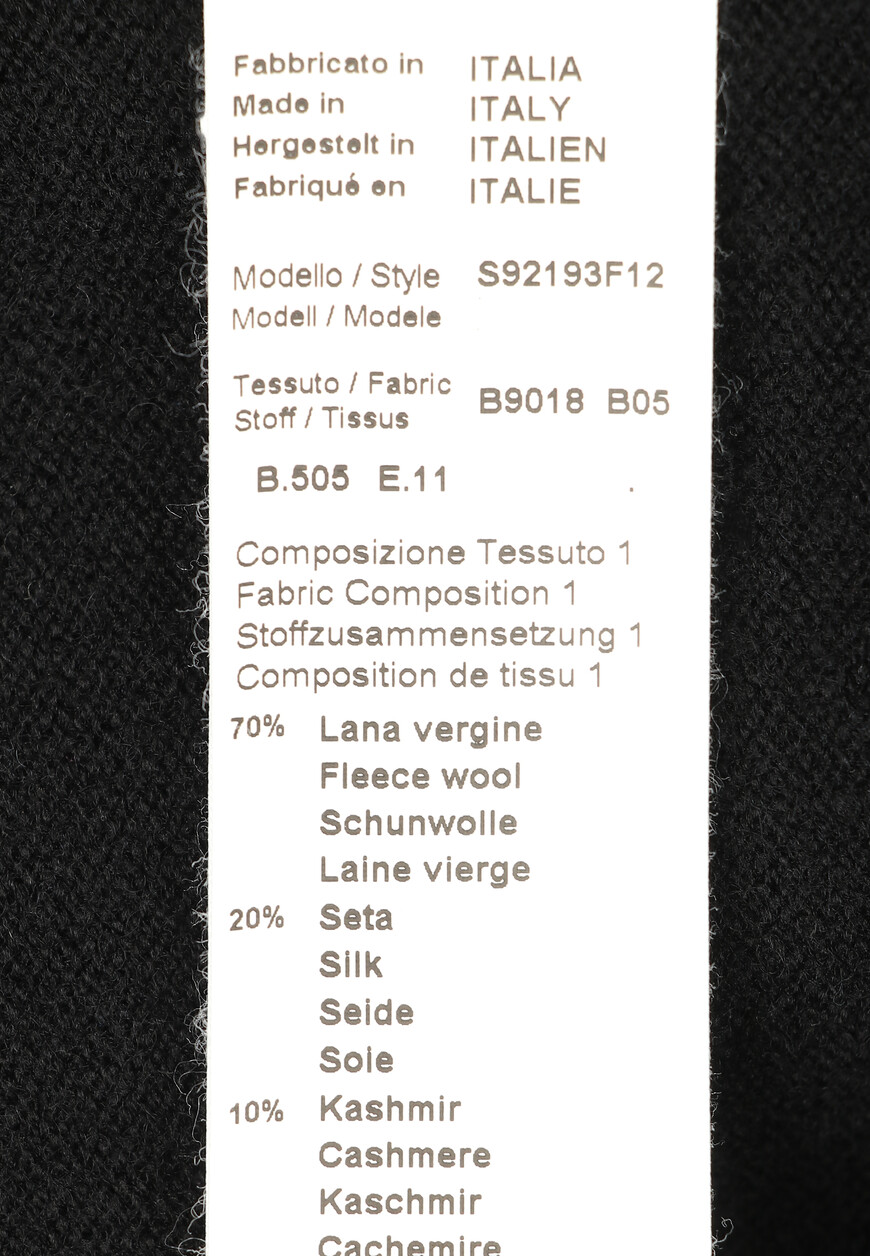 Fabbricato in ITALIA
Made in ITALY
Hergestelt in ITALIEN
Fabriqué en ITALIE
Modello / Style S92193F12
Modell / Modele
Tessuto / Fabric B9018 B05
Stoff / Tissus
B.505 E.11 .
Composizione Tessuto 1
Fabric Composition 1
Stoffzusammensetzung 1
Composition de tissu 1
70% Lana vergine
Fleece wool
Schunwolle
Laine vierge
20% Seta
Silk
Seide
Soie
10% Kashmir
Cashmere
Kaschmir
Cachemire